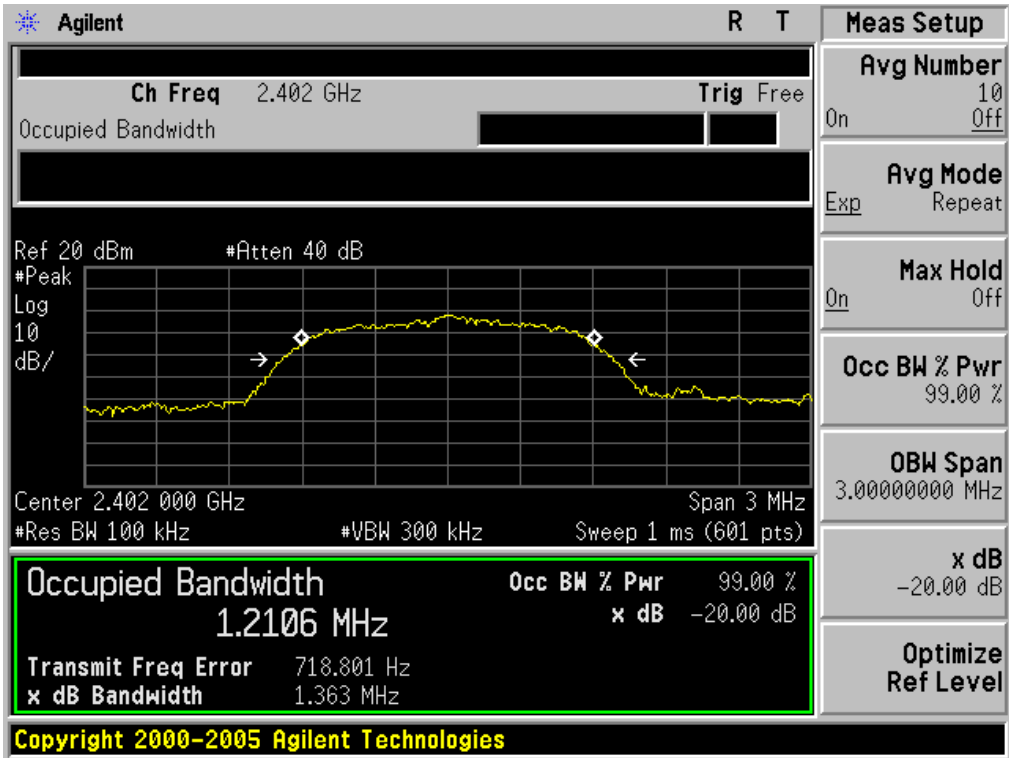 Agilent R T
Ch Freq 2.402 GHz Trig Free
Occupied Bandwidth
Ref 20 dBm #Atten 40 dB
#Peak
Log
10
dB/
Center 2.402 000 GHz Span 3 MHz
#Res BW 100 kHz #VBW 300 kHz Sweep 1 ms (601 pts)
Occupied Bandwidth Occ BW % Pwr 99.00 %
1.2106 MHz x dB -20.00 dB
Transmit Freq Error 718.801 Hz
x dB Bandwidth 1.363 MHz
Copyright 2000-2005 Agilent Technologies
Meas Setup
Avg Number
10
On Off
Avg Mode
Exp Repeat
Max Hold
On Off
Occ BW % Pwr
99.00 %
OBW Span
3.00000000 MHz
x dB
-20.00 dB
Optimize
Ref Level